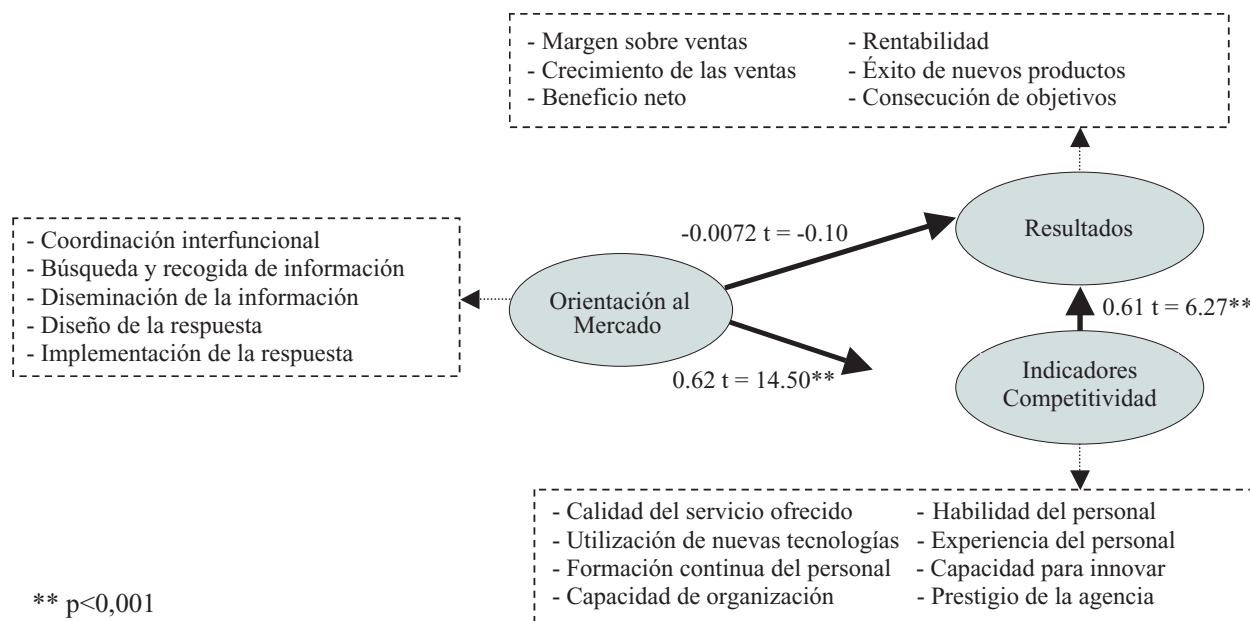 - Margen sobre ventas
- Crecimiento de las ventas
- Beneficio neto
- Rentabilidad
- Éxito de nuevos productos
- Consecución de objetivos
- Coordinación interfuncional
- Búsqueda y recogida de información
- Diseminación de la información
- Diseño de la respuesta
- Implementación de la respuesta
Orientación al
Mercado
-0.0072 t = -0.10
0.62 t = 14.50**
Resultados
0.61 t = 6.27**
Indicadores
Competitividad
- Calidad del servicio ofrecido
- Utilización de nuevas tecnologías
- Formación continua del personal
- Capacidad de organización
- Habilidad del personal
- Experiencia del personal
- Capacidad para innovar
- Prestigio de la agencia
** p<0,001